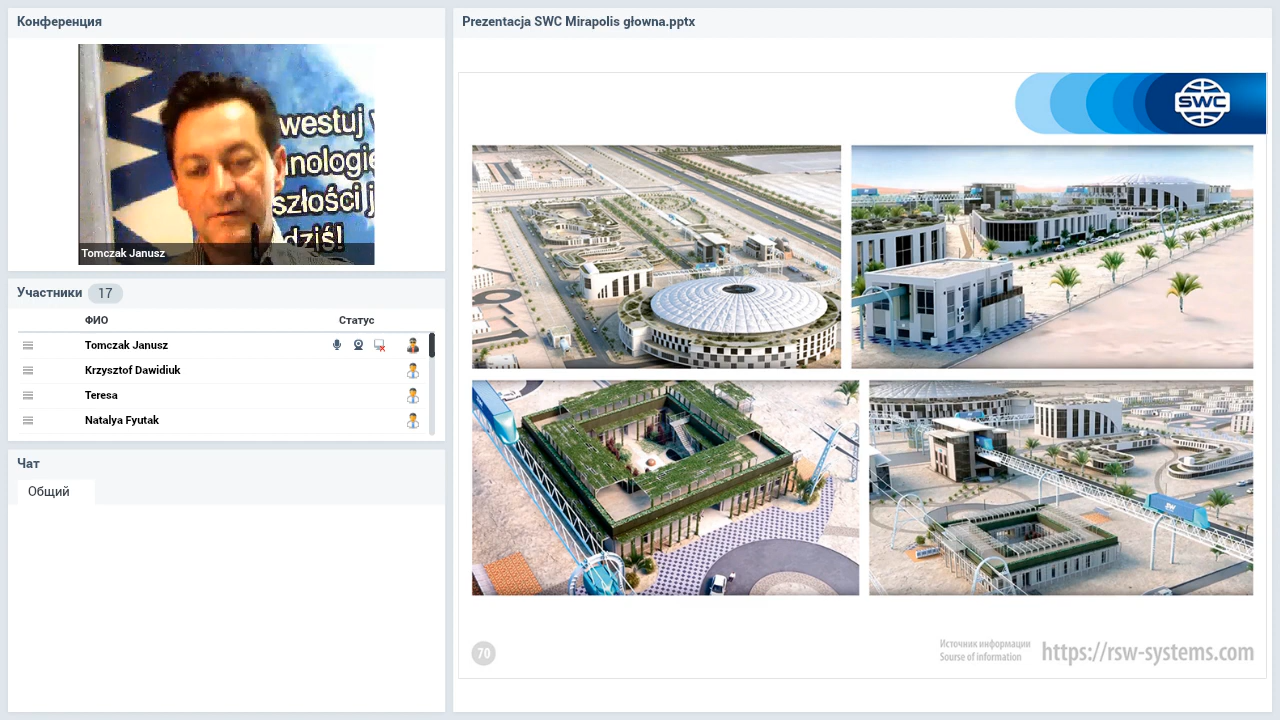 Конференция
westuj
nologie
szłości j
dziś!
Tomczak Janusz
Участники 17
ФИО Статус
Tomczak Janusz
Krzysztof Dawidiuk
Teresa
Natalya Fyutak
Чат
Общий
Prezentacja SWC Mirapolis głowna.pptx
SWC
70
Источник информации
Sourse of information
https://rsw-systems.com